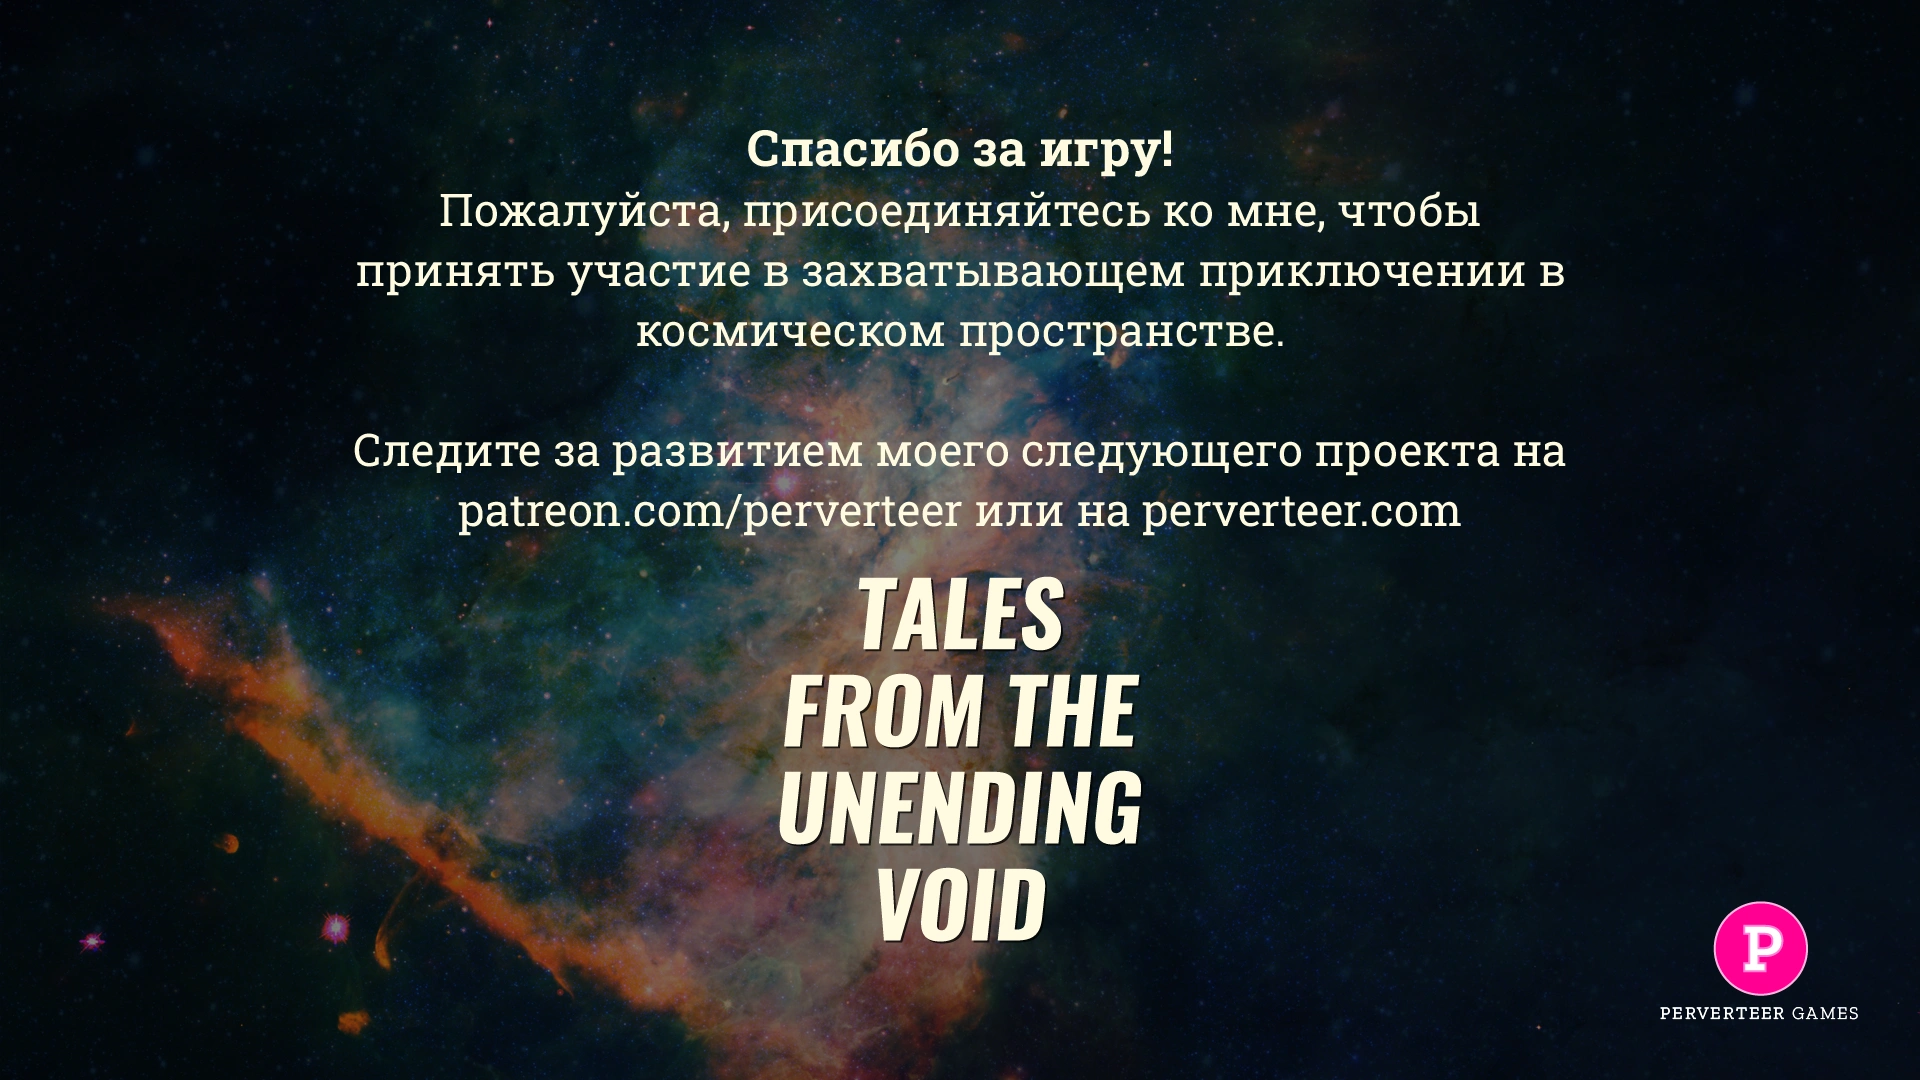 Спасибо за игру!
Пожалуйста, присоединяйтесь ко мне, чтобы
принять участие в захватывающем приключении в
космическом пространстве.
Следите за развитием моего следующего проекта на
patreon.com/perverteer или на perverteer.com
TALES
FROM THE
UNENDING
VOID
P
PERVERTEER GAMES